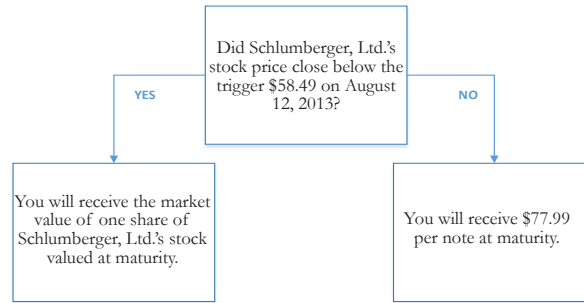 Did Schlumberger, Ltd.'s
stock price close below the
trigger $58.49 on August
12, 2013?
YES
NO
You will receive the market
value of one share of
Schlumberger, Ltd.'s stock
valued at maturity.
You will receive $77.99
per note at maturity.